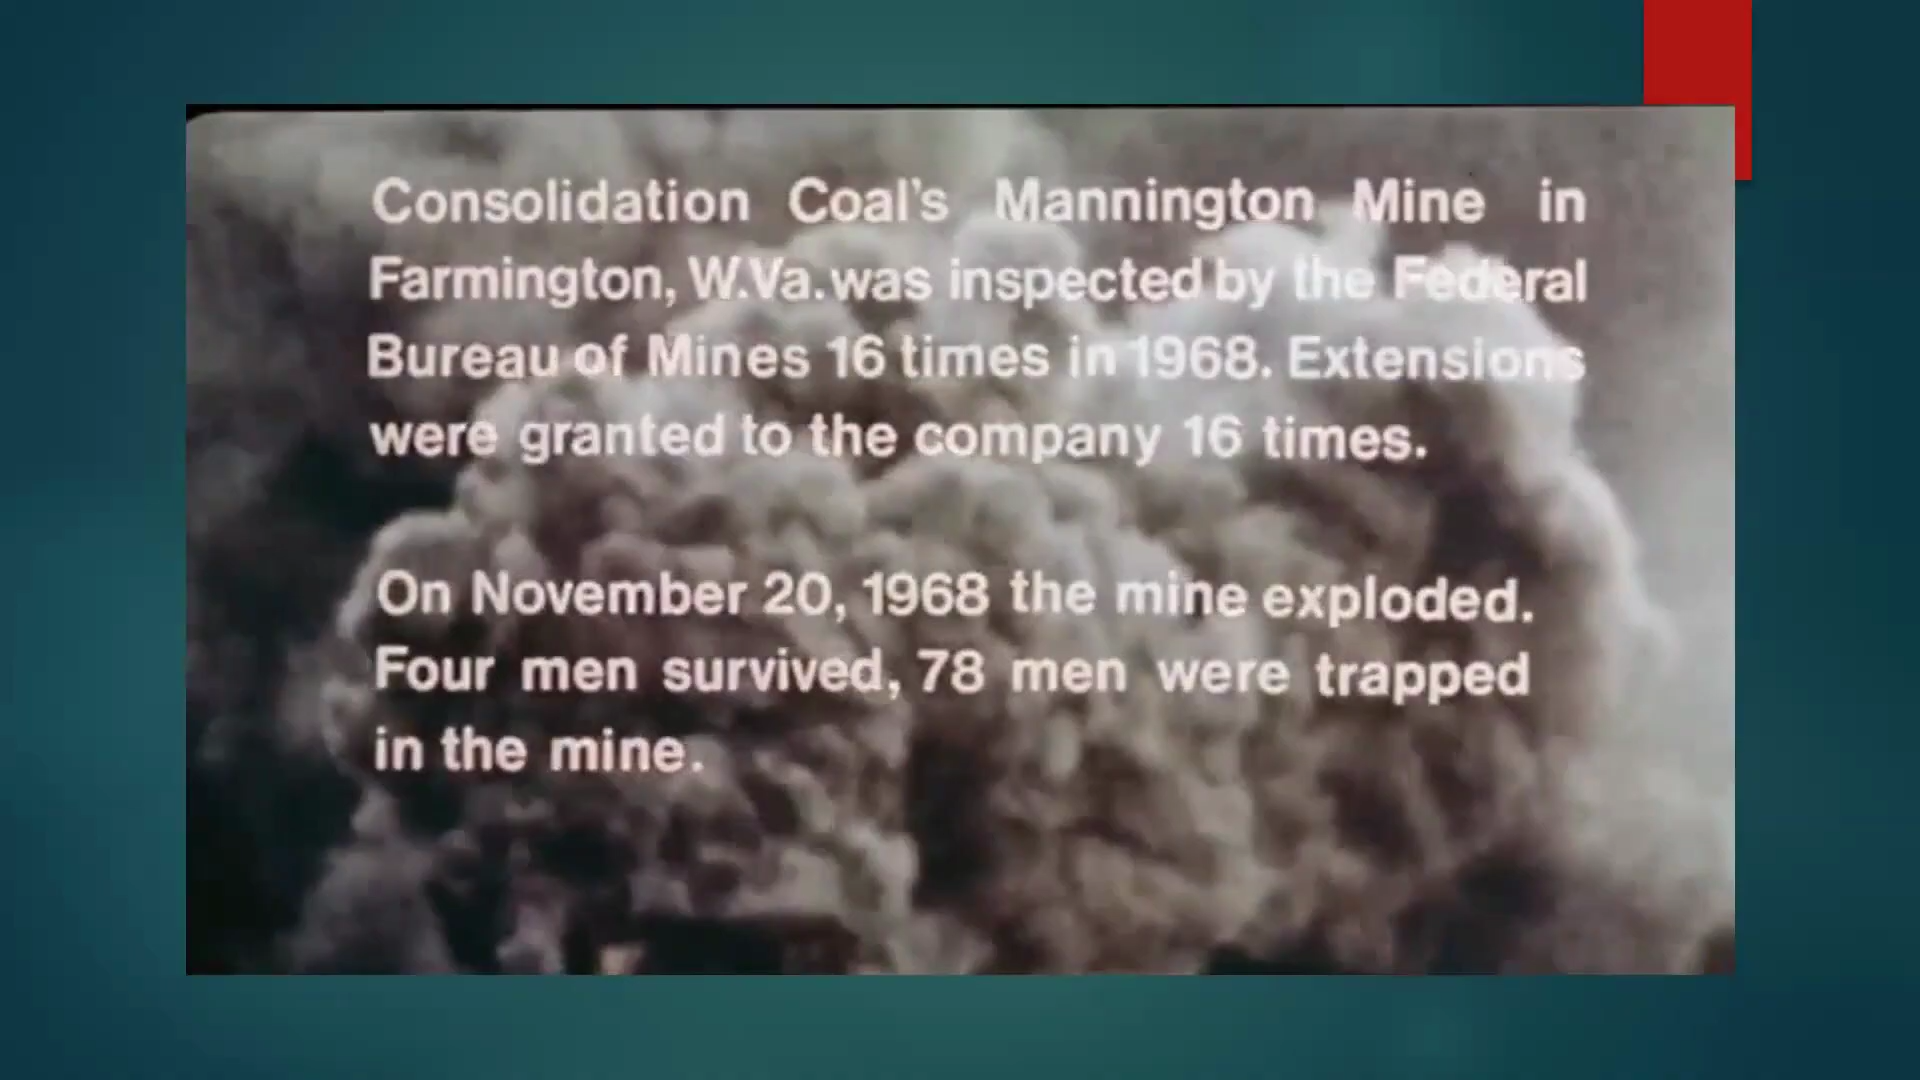 Consolidation Coal's Mannington Mine in
Farmington, W.Va. was inspected by the Federal
Bureau of Mines 16 times in 1968. Extensions
were granted to the company 16 times.
On November 20, 1968 the mine exploded.
Four men survived, 78 men were trapped
in the mine.